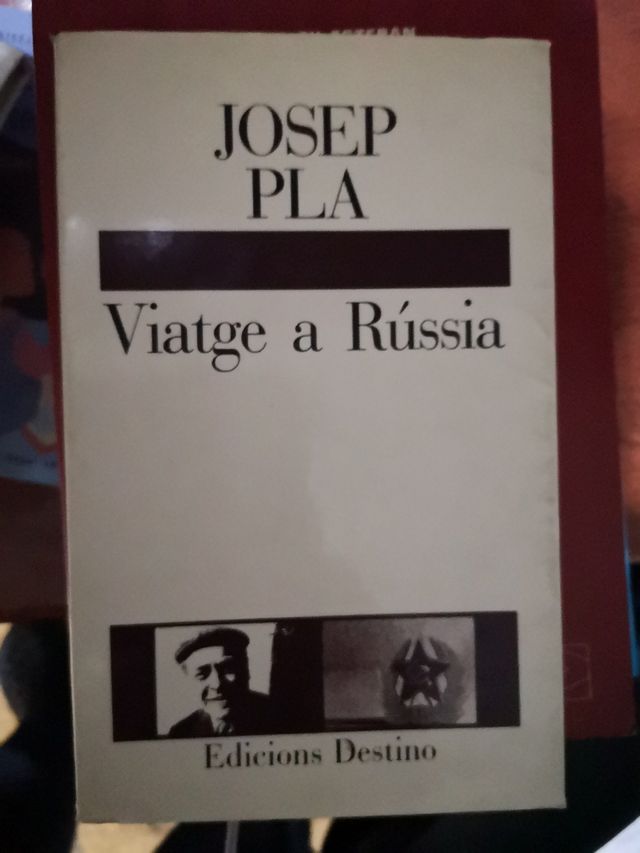 JOSEP
PLA
Viatge a Rússia
Edicions Destino